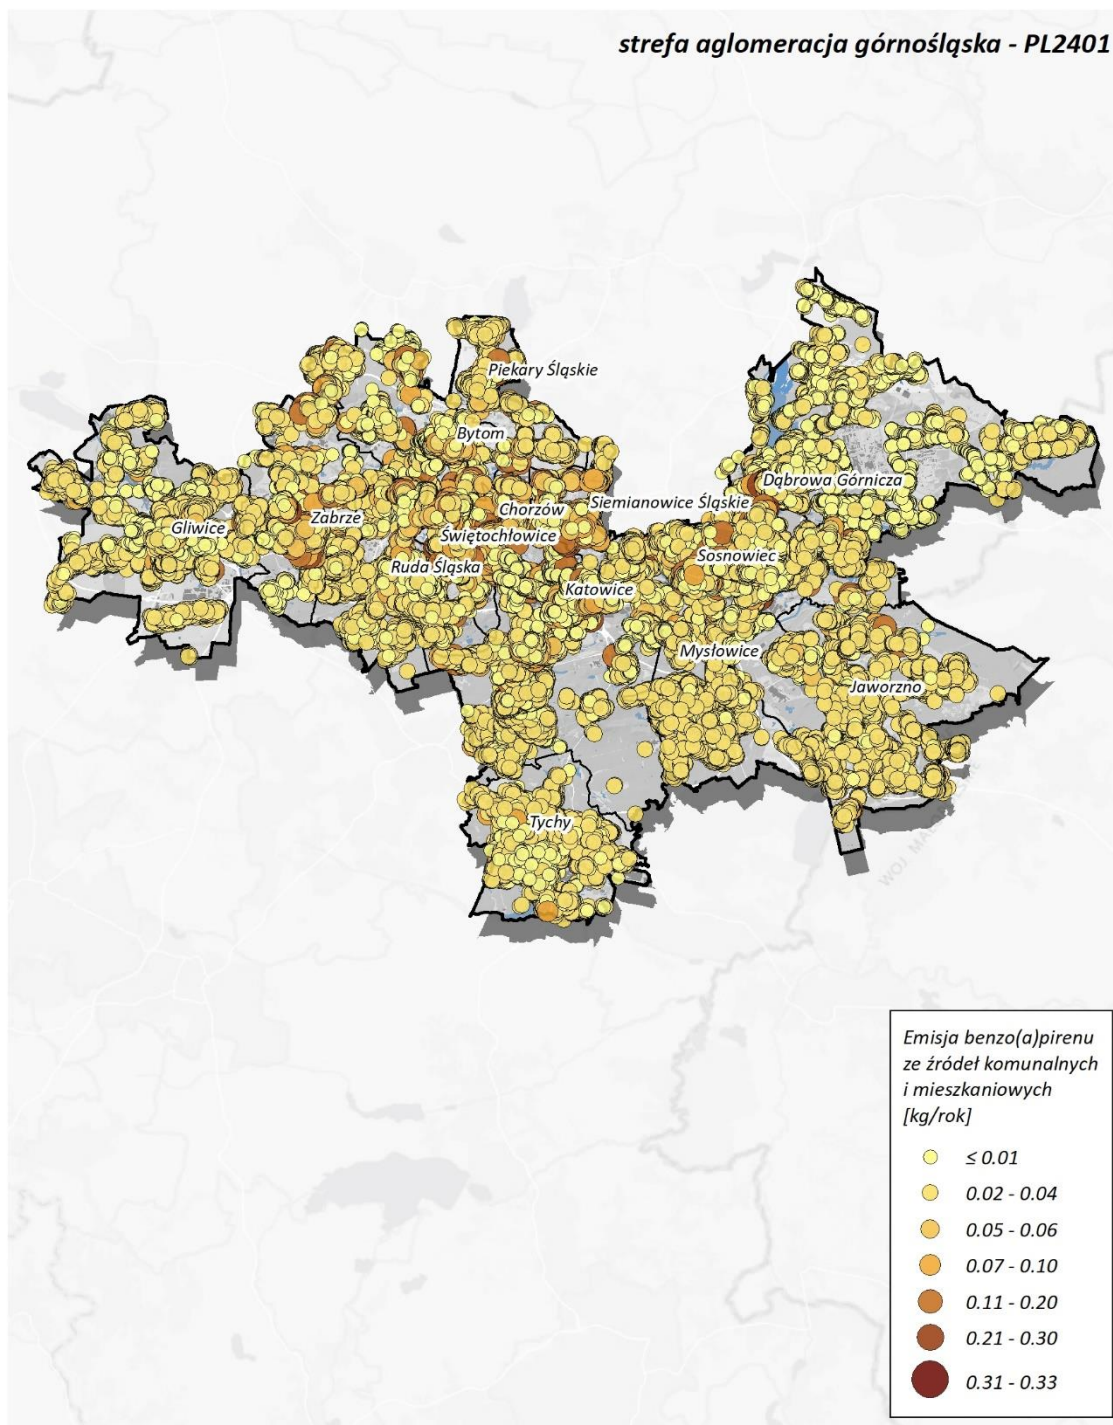 strefa aglomeracja górnośląska - PL2401
Piekary Śląskie
Bytom
Dąbrowa Górnicza
Siemianowice Śląskie
Chorzów
Zabrze
Gliwice
Świętochłowice
Sosnowiec
Ruda Śląska
Katowice
Mysłowice
Jaworzno
Tychy
Emisja benzo(a)pirenu
ze źródeł komunalnych
i mieszkaniowych
[kg/rok]
≤ 0.01
0.02 - 0.04
0.05 - 0.06
0.07 - 0.10
0.11 - 0.20
0.21 - 0.30
0.31 - 0.33